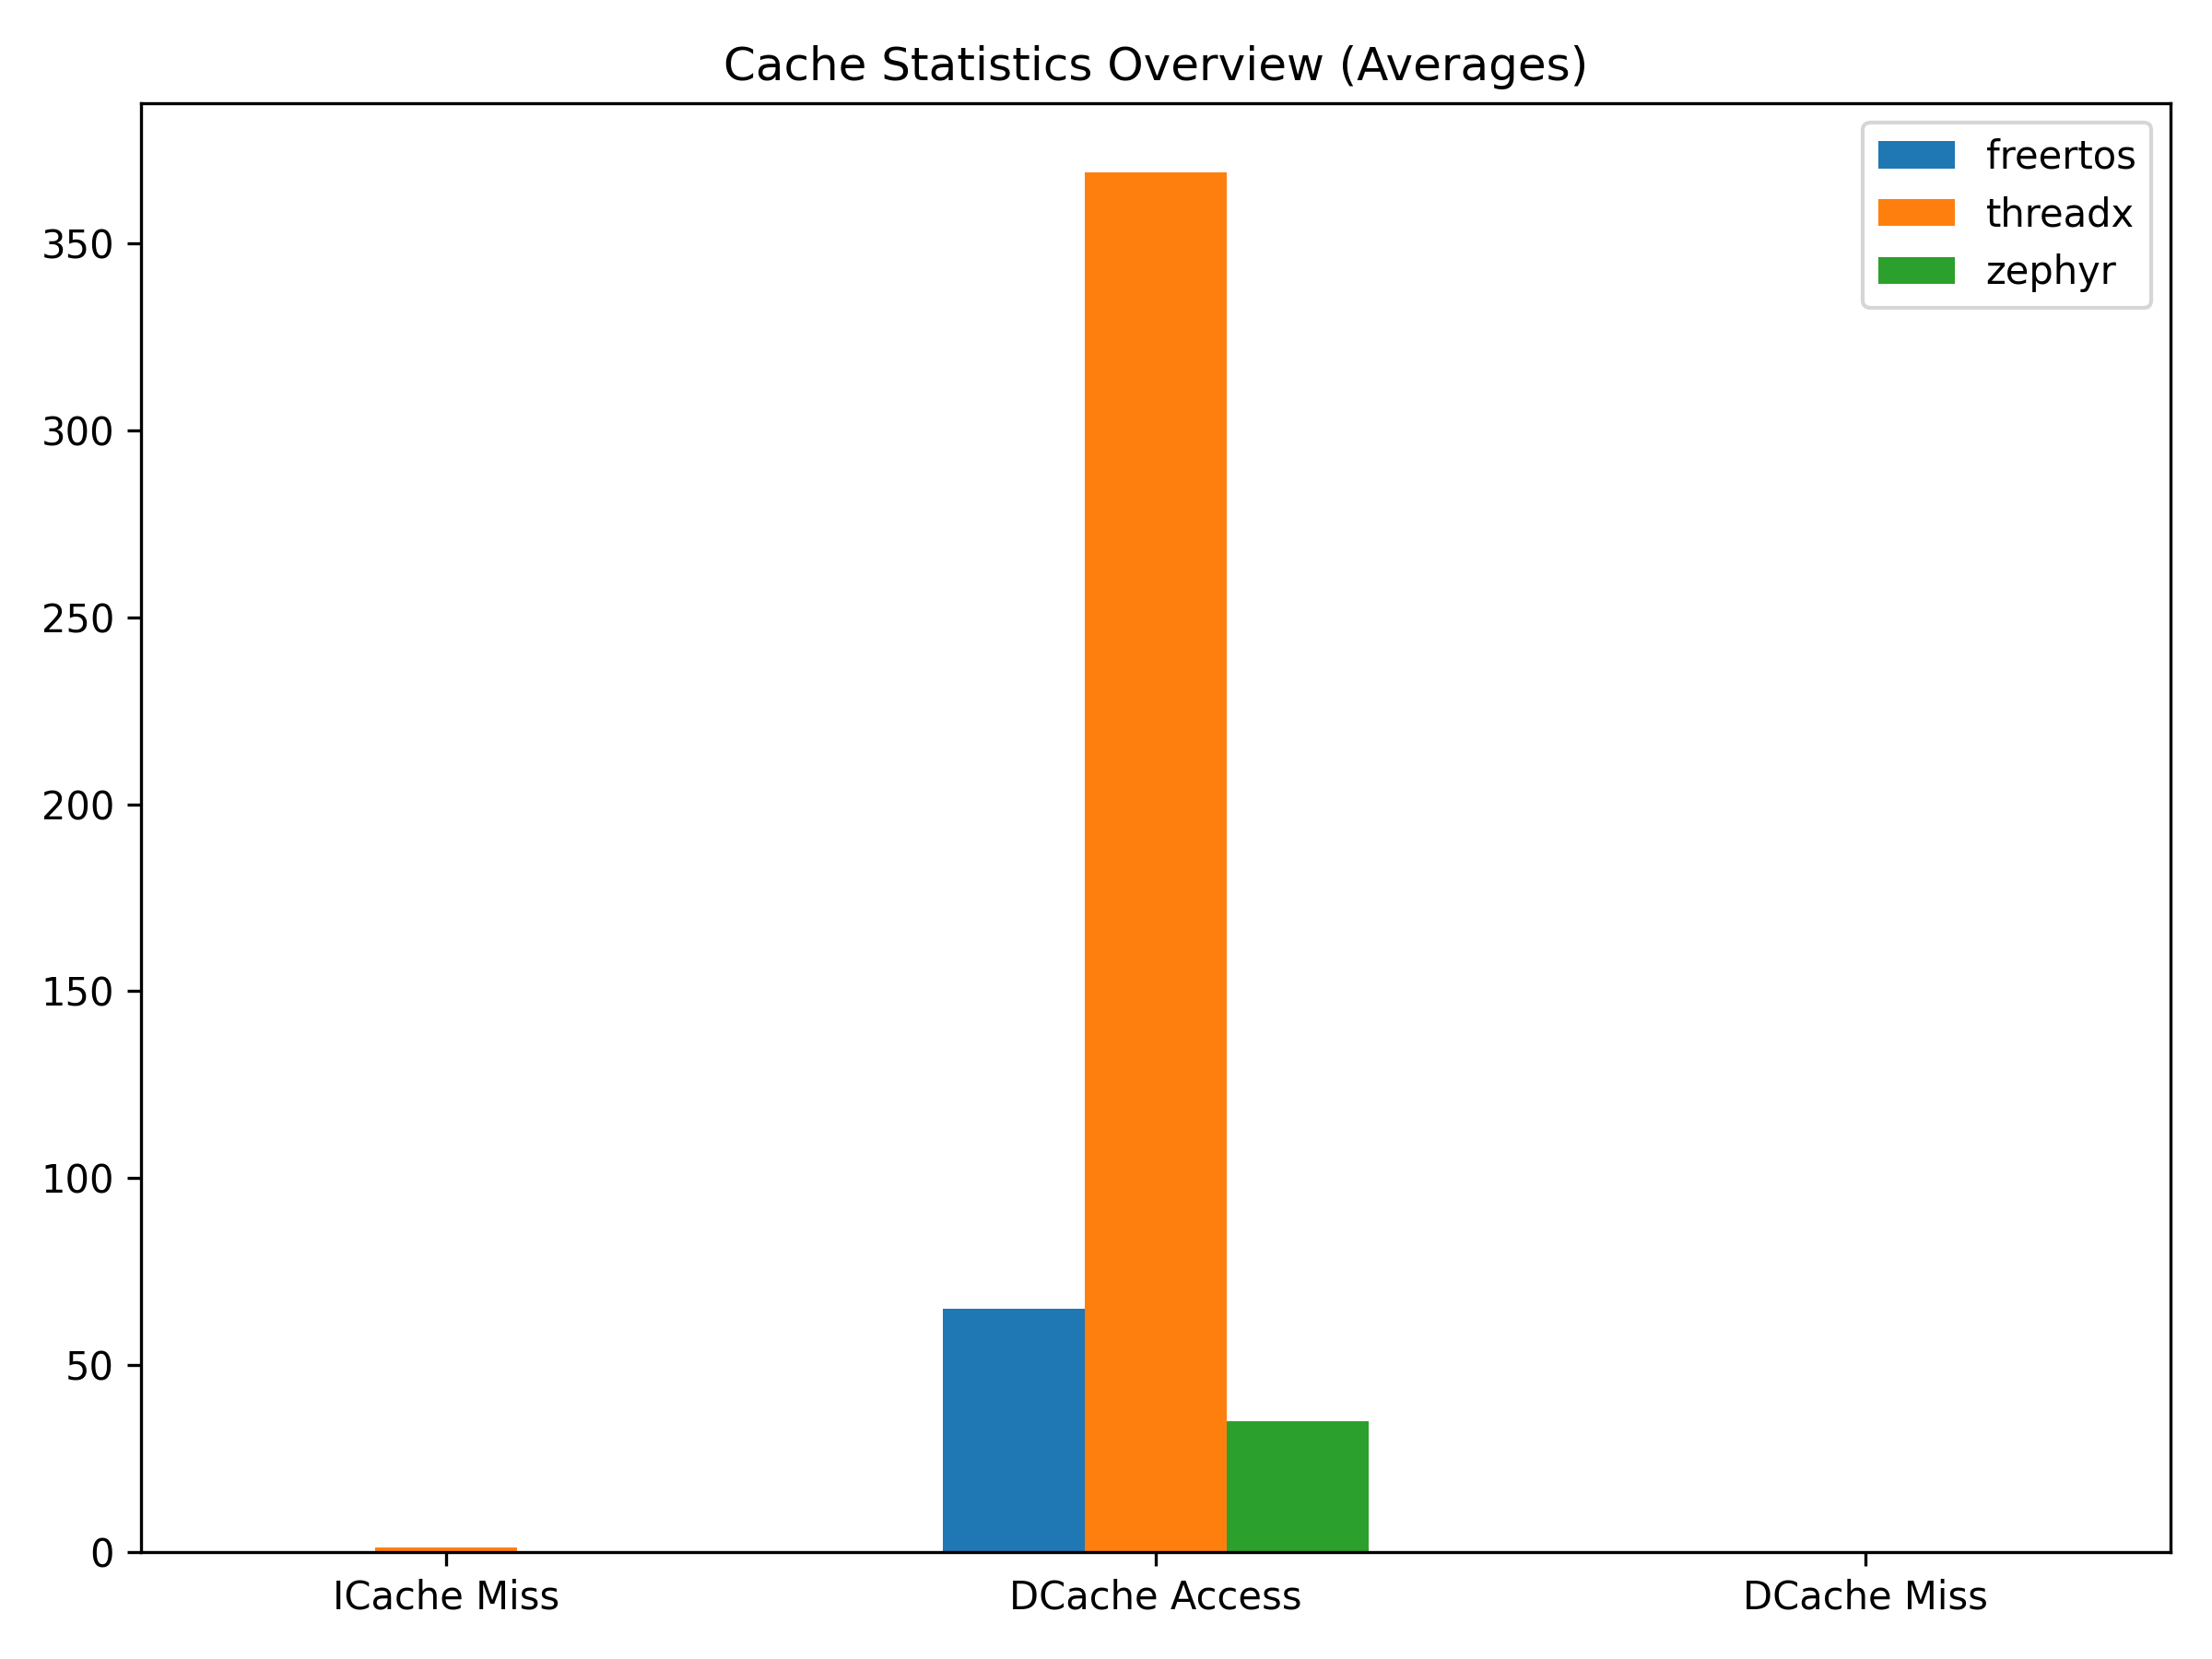 Cache Statistics Overview (Averages)
freertos
threadx
zephyr
350
300
250
200
150
100
50
0
ICache Miss
DCache Access
DCache Miss